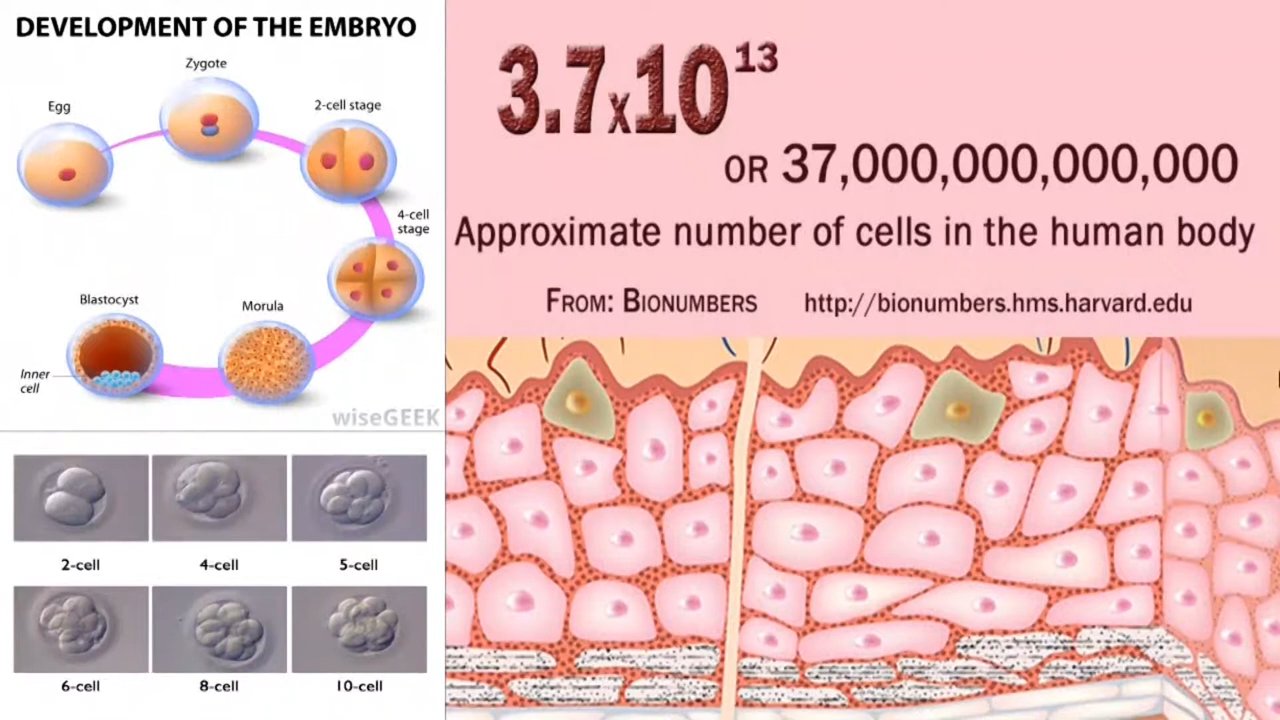 DEVELOPMENT OF THE EMBRYO
Zygote
Egg
2-cell stage
4-cell
stage
Blastocyst
Morula
Inner
cell
wiseGEEK
2-cell
4-cell
5-cell
6-cell
8-cell
10-cell
3.7x10¹³
OR 37,000,000,000,000
Approximate number of cells in the human body
FROM: BIONUMBERS http://bionumbers.hms.harvard.edu